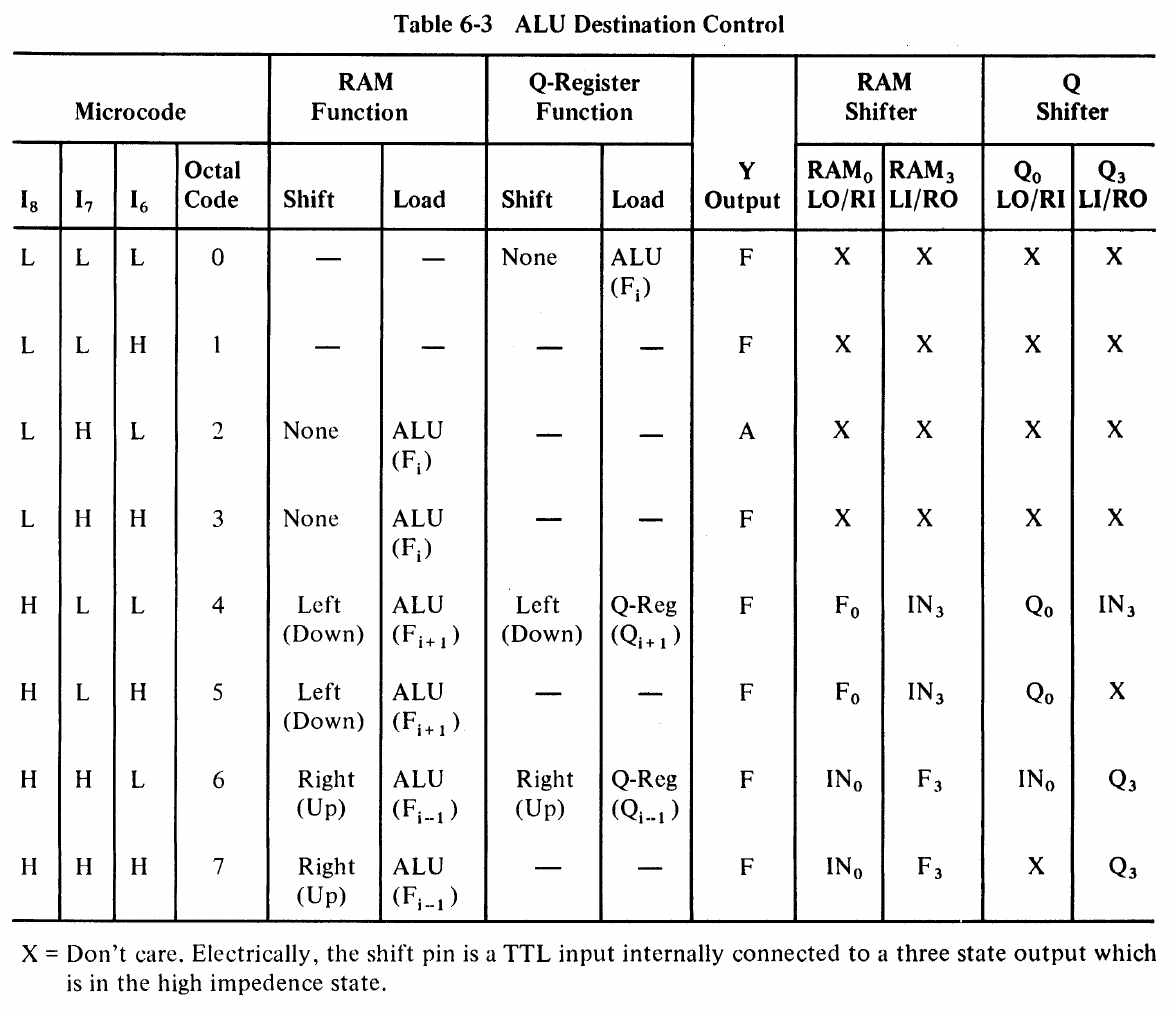 Table 6-3 ALU Destination Control
Microcode RAM Function Q-Register Function Y Output RAM Shifter Q Shifter
I₈ I₇ I₆ Octal Code Shift Load Shift Load RAM₀ LO/RI RAM₃ LI/RO Q₀ LO/RI Q₃ LI/RO
L L L 0 — — None ALU (Fᵢ) F X X X X
L L H 1 — — — — F X X X X
L H L 2 None ALU (Fᵢ) — — A X X X X
L H H 3 None ALU (Fᵢ) — — F X X X X
H L L 4 Left (Down) ALU (Fᵢ₊₁) Left (Down) Q-Reg (Qᵢ₊₁) F F₀ IN₃ Q₀ IN₃
H L H 5 Left (Down) ALU (Fᵢ₊₁) — — F F₀ IN₃ Q₀ X
H H L 6 Right (Up) ALU (Fᵢ₋₁) Right (Up) Q-Reg (Qᵢ₋₁) F IN₀ F₃ IN₀ Q₃
H H H 7 Right (Up) ALU (Fᵢ₋₁) — — F IN₀ F₃ X Q₃
X = Don't care. Electrically, the shift pin is a TTL input internally connected to a three state output which
is in the high impedence state.